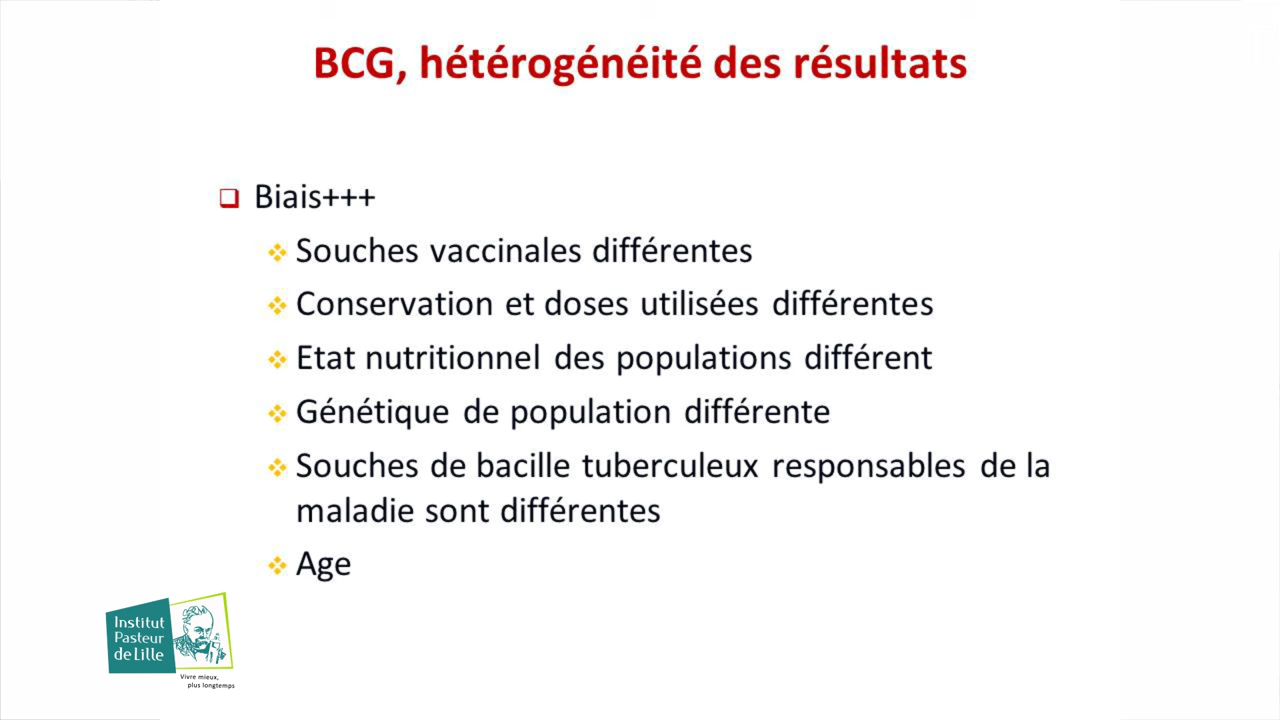 BCG, hétérogénéité des résultats
Biais+++
Souches vaccinales différentes
Conservation et doses utilisées différentes
Etat nutritionnel des populations différent
Génétique de population différente
Souches de bacille tuberculeux responsables de la
maladie sont différentes
Age
Institut
Pasteur
de Lille
Vivre mieux,
plus longtemps